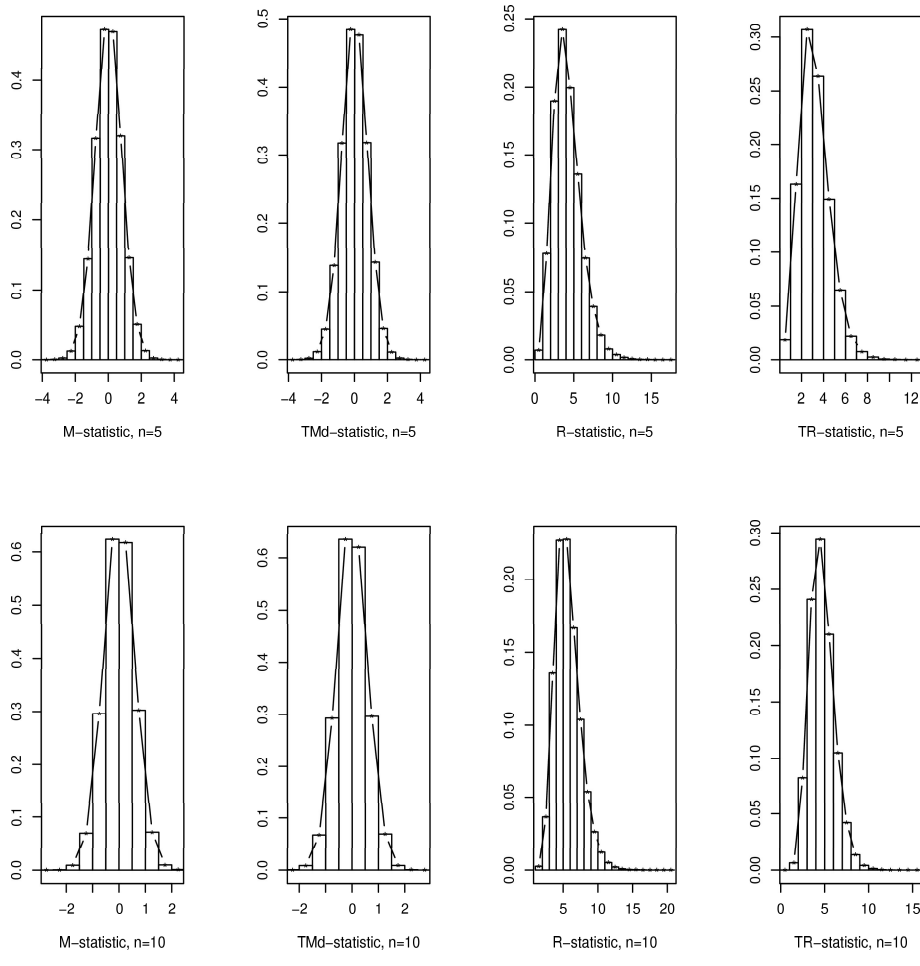 0.0 0.1 0.2 0.3 0.4
−4 −2 0 2 4
M−statistic, n=5
0.0 0.1 0.2 0.3 0.4 0.5
−4 −2 0 2 4
TMd−statistic, n=5
0.00 0.05 0.10 0.15 0.20 0.25
0 5 10 15
R−statistic, n=5
0.00 0.05 0.10 0.15 0.20 0.25 0.30
2 4 6 8 12
TR−statistic, n=5
0.0 0.1 0.2 0.3 0.4 0.5 0.6
−2 0 1 2
M−statistic, n=10
0.0 0.1 0.2 0.3 0.4 0.5 0.6
−2 0 1 2
TMd−statistic, n=10
0.00 0.05 0.10 0.15 0.20
5 10 15 20
R−statistic, n=10
0.00 0.05 0.10 0.15 0.20 0.25 0.30
0 5 10 15
TR−statistic, n=10